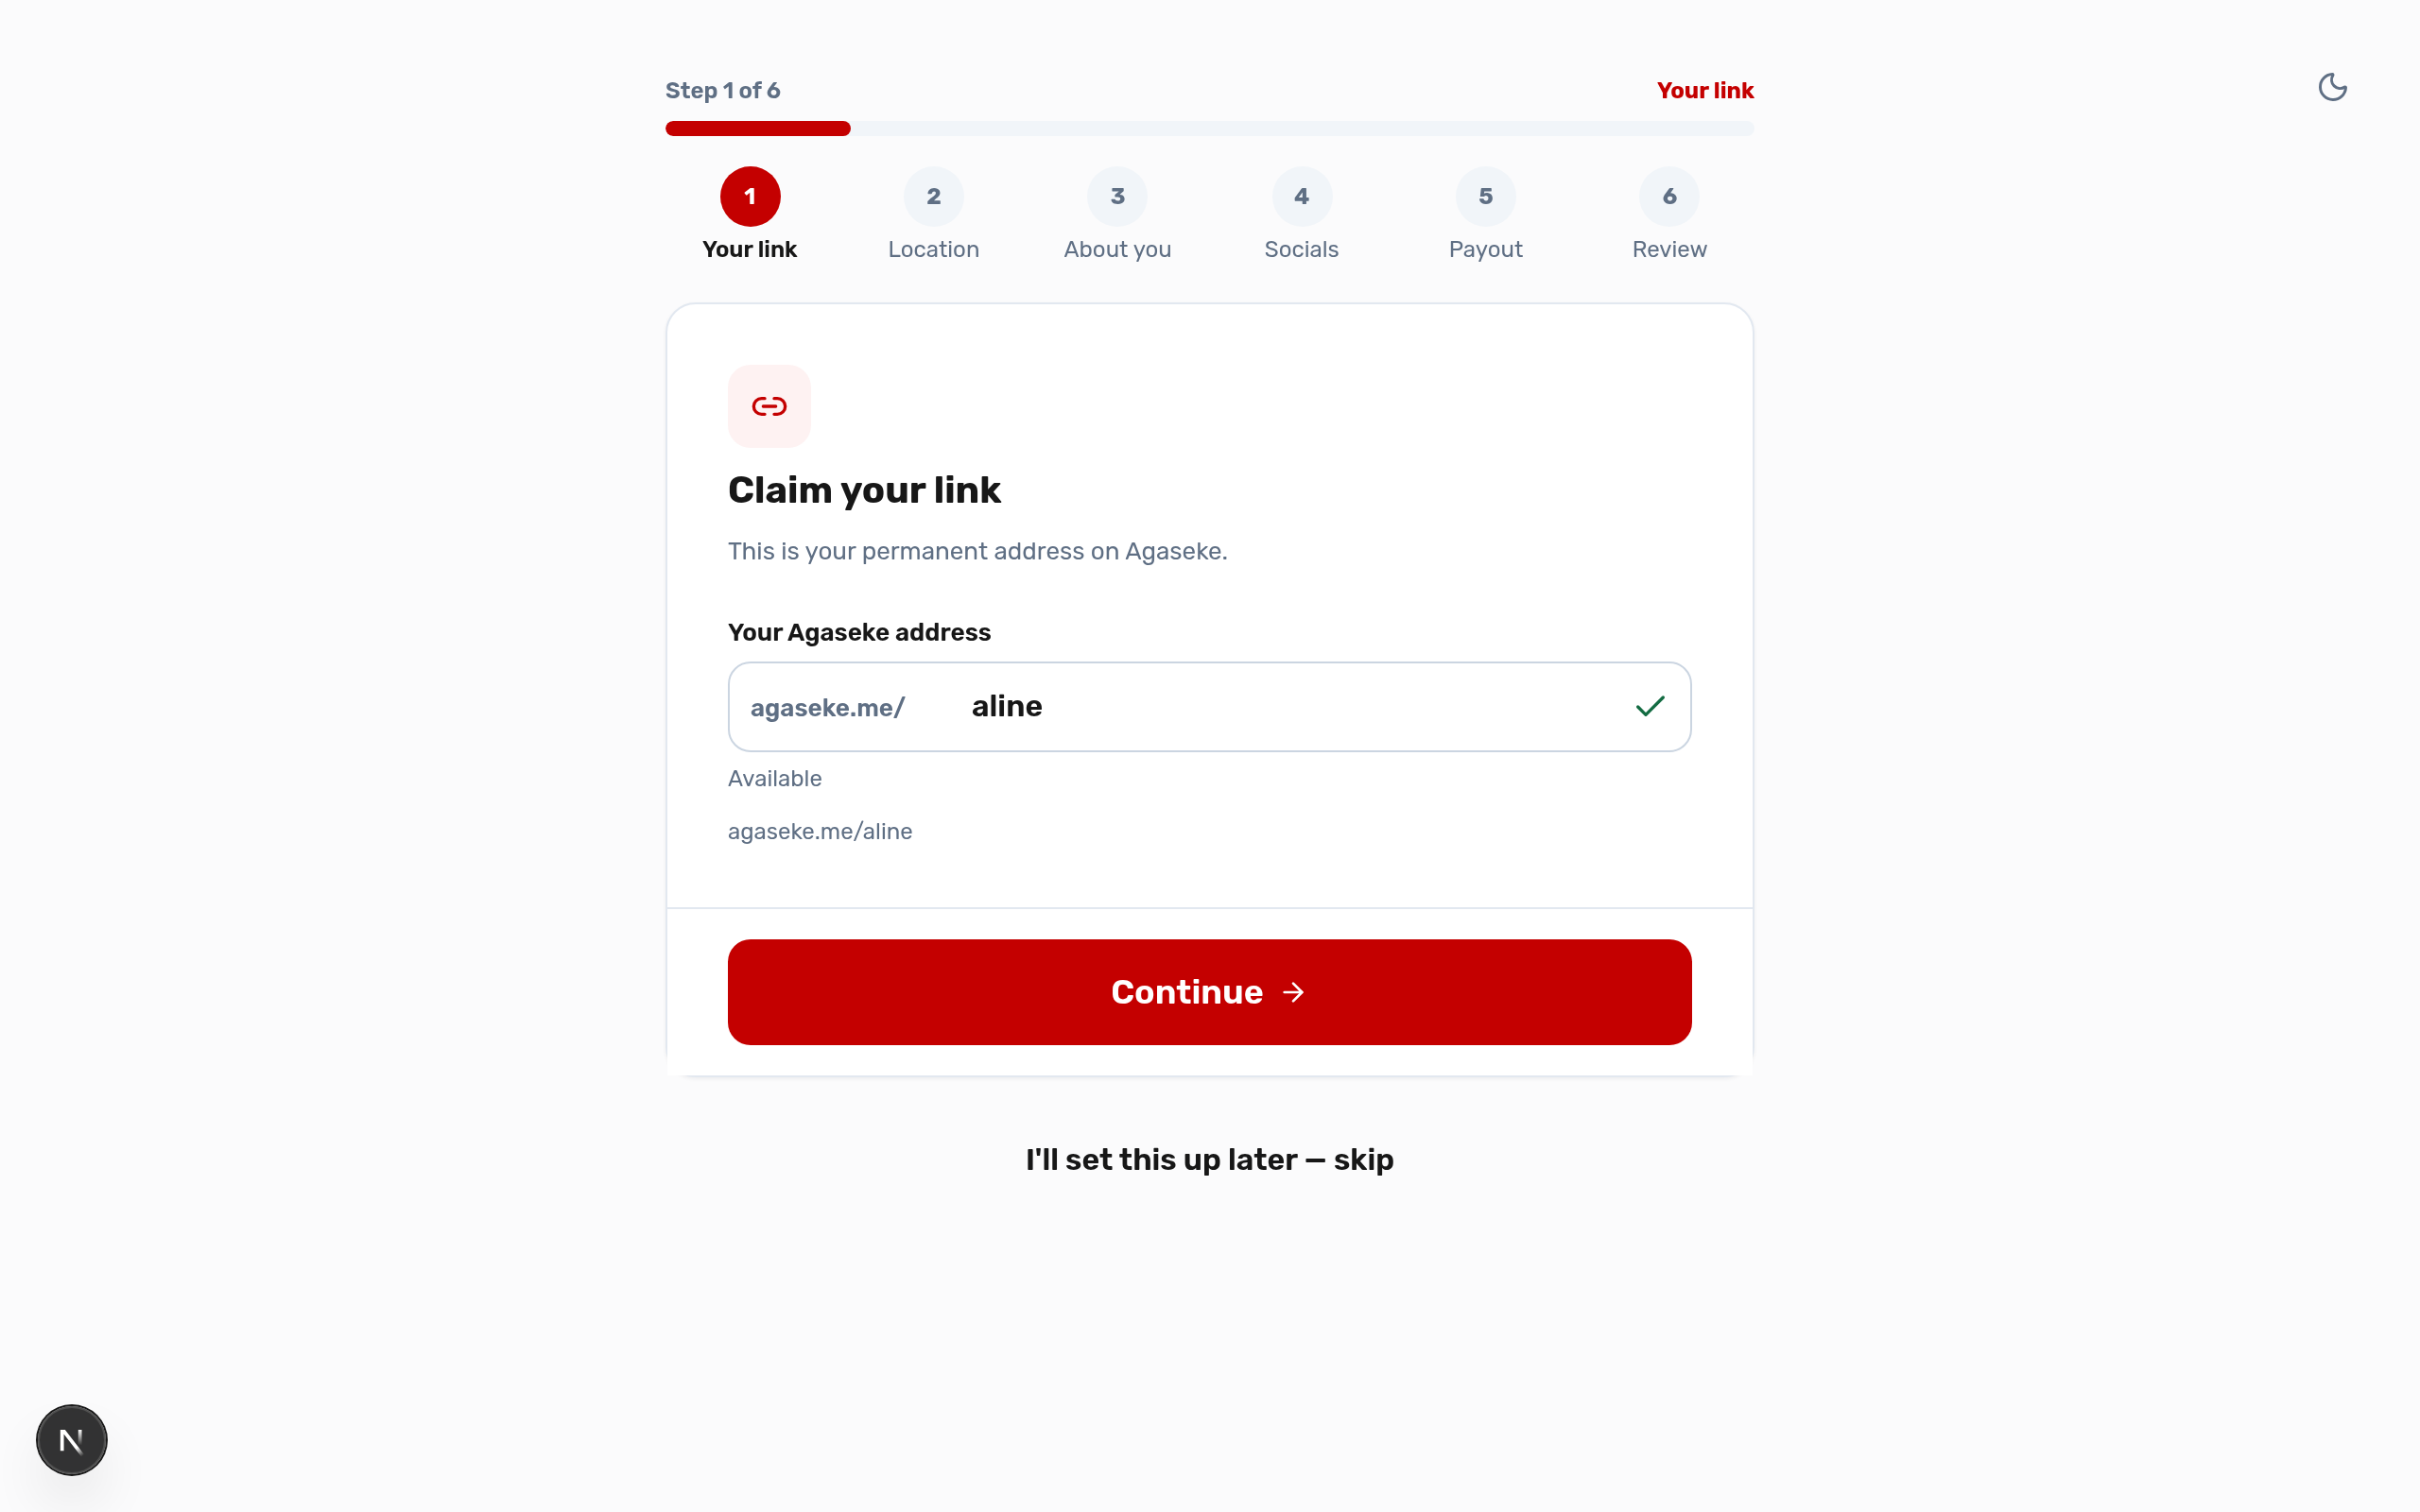 Step 1 of 6
Your link
1
2
3
4
5
6
Your link
Location
About you
Socials
Payout
Review
Claim your link
This is your permanent address on Agaseke.
Your Agaseke address
agaseke.me/ aline
Available
agaseke.me/aline
Continue
I'll set this up later — skip
N